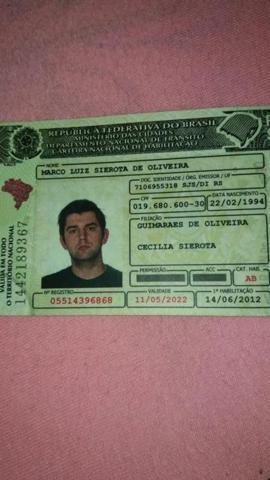 REPÚBLICA FEDERATIVA DO BRASIL
MINISTÉRIO DAS CIDADES
DEPARTAMENTO NACIONAL DE TRÂNSITO
CARTEIRA NACIONAL DE HABILITAÇÃO
NOME
MARCO LUIZ SIEROTA DE OLIVEIRA
DOC. IDENTIDADE / ÓRG. EMISSOR / UF
7106955318 SJS/DI RS
CPF
019.680.600-30
DATA NASCIMENTO
22/02/1994
FILIAÇÃO
GUIMARAES DE OLIVEIRA
CECILIA SIEROTA
PERMISSÃO
ACC
CAT. HAB.
AB
Nº REGISTRO
05514396868
VALIDADE
11/05/2022
1ª HABILITAÇÃO
14/06/2012
VÁLIDA EM TODO
O TERRITÓRIO NACIONAL
1442189367